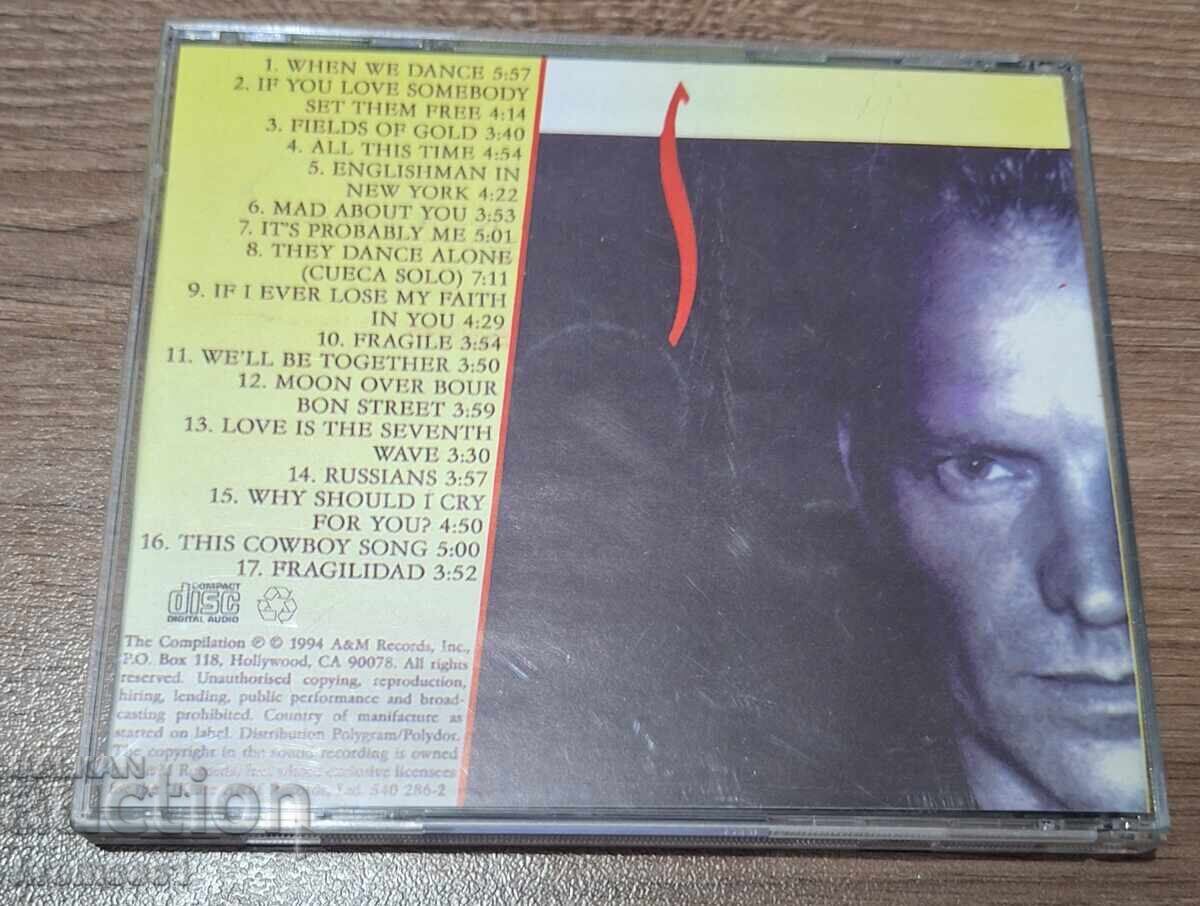 1. WHEN WE DANCE 5:57
2. IF YOU LOVE SOMEBODY
SET THEM FREE 4:14
3. FIELDS OF GOLD 3:40
4. ALL THIS TIME 4:54
5. ENGLISHMAN IN
NEW YORK 4:22
6. MAD ABOUT YOU 3:53
7. IT'S PROBABLY ME 5:01
8. THEY DANCE ALONE
(CUECA SOLO) 7:11
9. IF I EVER LOSE MY FAITH
IN YOU 4:29
10. FRAGILE 3:54
11. WE'LL BE TOGETHER 3:50
12. MOON OVER BOUR
BON STREET 3:59
13. LOVE IS THE SEVENTH
WAVE 3:30
14. RUSSIANS 3:57
15. WHY SHOULD I CRY
FOR YOU? 4:50
16. THIS COWBOY SONG 5:00
17. FRAGILIDAD 3:52
COMPACT
disc
DIGITAL AUDIO
The Compilation ℗ © 1994 A&M Records, Inc.,
P.O. Box 118, Hollywood, CA 90078. All rights
reserved. Unauthorised copying, reproduction,
hiring, lending, public performance and broad-
casting prohibited. Country of manifacture as
started on label. Distribution Polygram/Polydor.
The copyright in the sound recording is owned
Records, Inc. whose exclusive licensees
Ltd. 540 286-2
BALKAN
auction